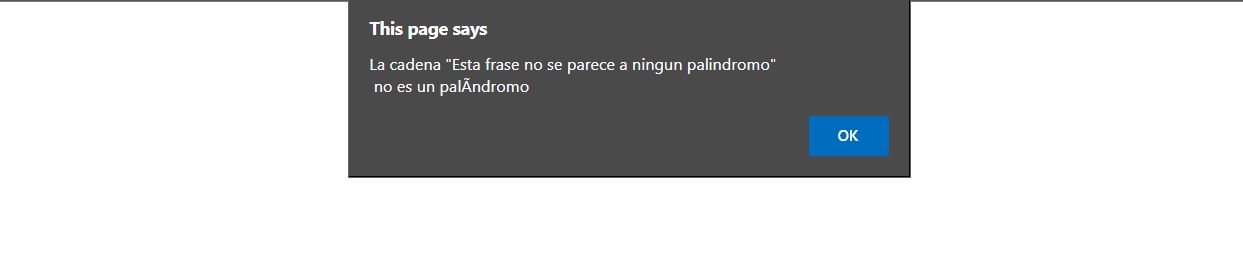 This page says
La cadena "Esta frase no se parece a ningun palindromo"
no es un palÃndromo
OK